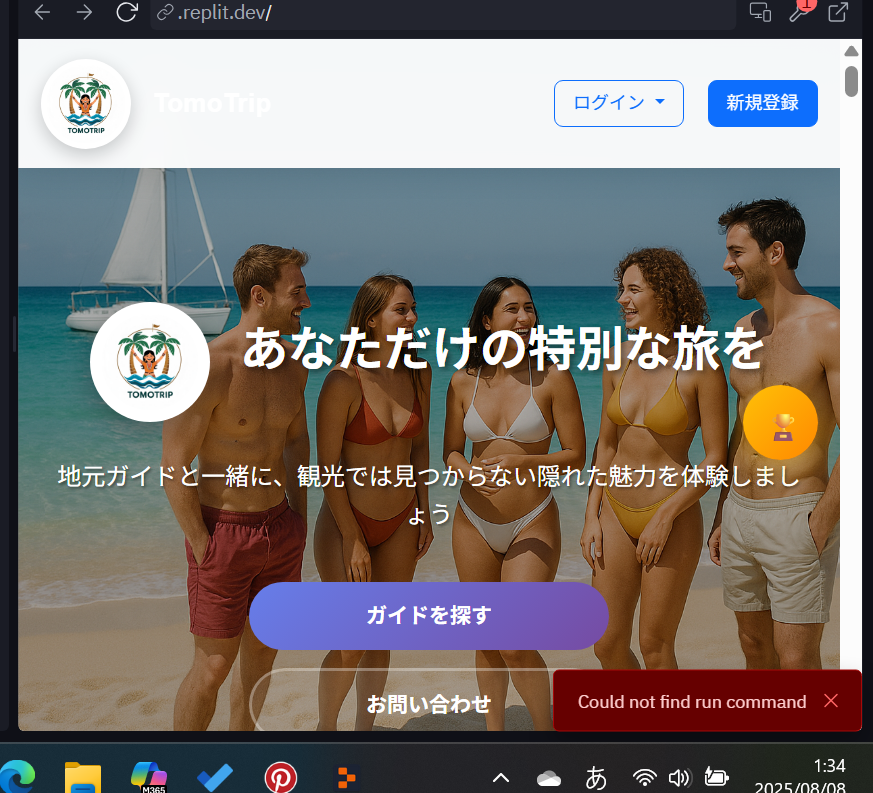 .replit.dev/
1
TOMOTRIP
TomoTrip
ログイン
新規登録
TOMOTRIP
あなただけの特別な旅を
地元ガイドと一緒に、観光では見つからない隠れた魅力を体験しまし
ょう
ガイドを探す
お問い合わせ
Could not find run command
M365
あ
1:34
2025/08/08